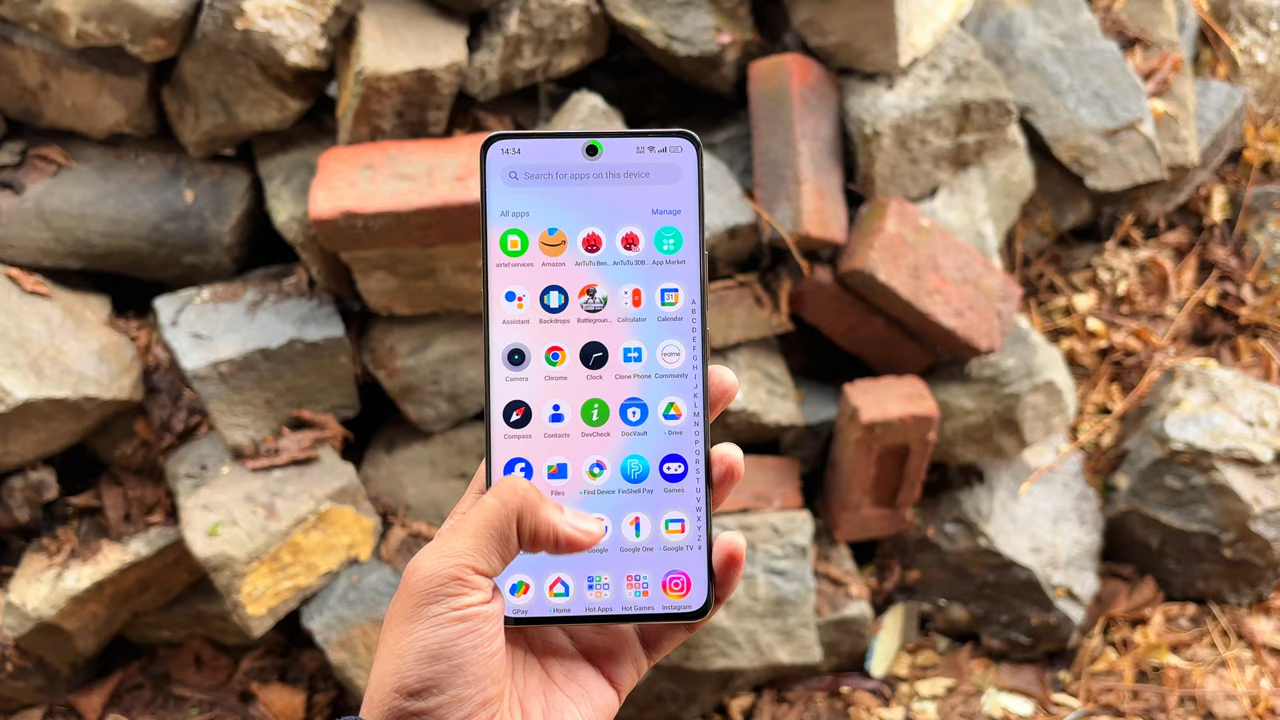 14:34
Search for apps on this device
All apps Manage
airtel services Amazon AnTuTu Ben... AnTuTu 3DB... App Market
A
B
Assistant Backdrops Battlegroun... Calculator Calendar
C
D
E
F
G
H
realme
I
Camera Chrome Clock Clone Phone Community
J
K
L
M
N
O
Compass Contacts DevCheck DocVault Drive
P
Q
R
S
T
Files Find Device FinShell Pay Games
U
V
W
X
Y
Z
Google Google One Google TV
#
GPay Home Hot Apps Hot Games Instagram